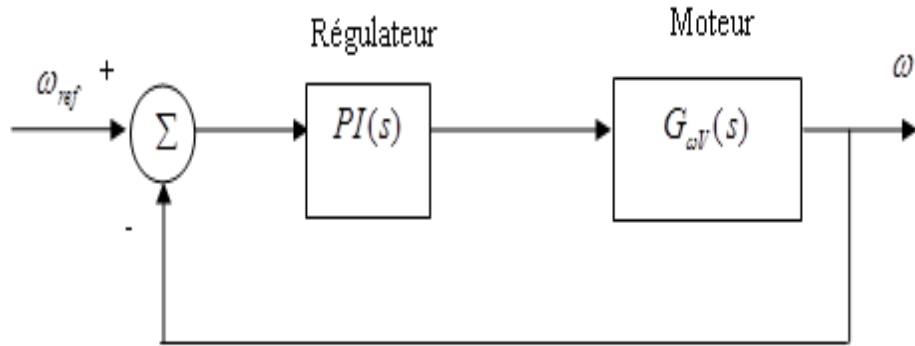 Régulateur
Moteur
ω_ref
+
Σ
PI(s)
G_ωV(s)
ω
-